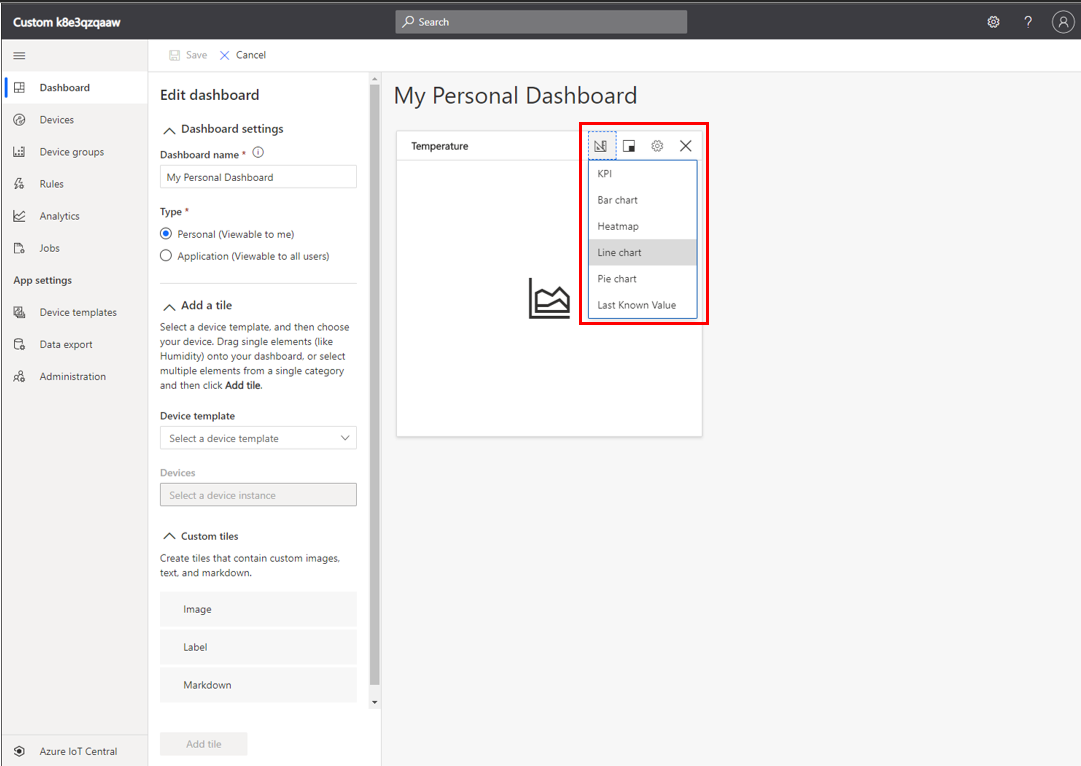 Custom k8e3qzqaaw
Search
?
Save
Cancel
Dashboard
Devices
Device groups
Rules
Analytics
Jobs
App settings
Device templates
Data export
Administration
Azure IoT Central
Edit dashboard
Dashboard settings
Dashboard name *
My Personal Dashboard
Type *
Personal (Viewable to me)
Application (Viewable to all users)
Add a tile
Select a device template, and then choose
your device. Drag single elements (like
Humidity) onto your dashboard, or select
multiple elements from a single category
and then click Add tile.
Device template
Select a device template
Devices
Select a device instance
Custom tiles
Create tiles that contain custom images,
text, and markdown.
Image
Label
Markdown
Add tile
My Personal Dashboard
Temperature
KPI
Bar chart
Heatmap
Line chart
Pie chart
Last Known Value